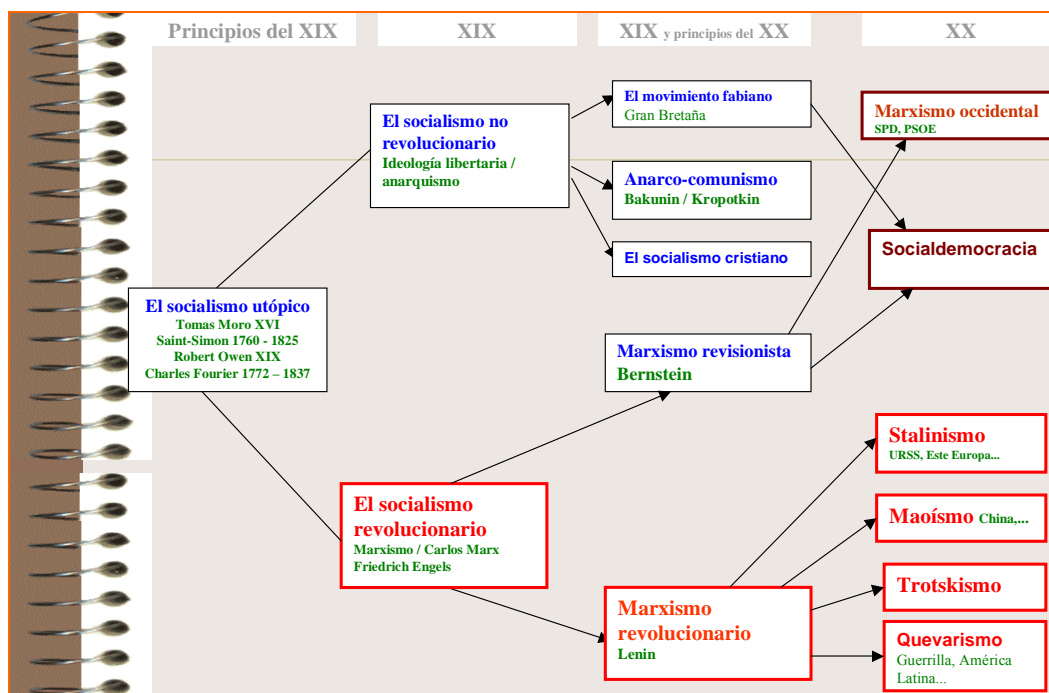 Principios del XIX
XIX
XIX y principios del XX
XX
El socialismo utópico
Tomas Moro XVI
Saint-Simon 1760 - 1825
Robert Owen XIX
Charles Fourier 1772 – 1837
El socialismo no
revolucionario
Ideología libertaria /
anarquismo
El socialismo
revolucionario
Marxismo / Carlos Marx
Friedrich Engels
El movimiento fabiano
Gran Bretaña
Anarco-comunismo
Bakunin / Kropotkin
El socialismo cristiano
Marxismo revisionista
Bernstein
Marxismo
revolucionario
Lenin
Marxismo occidental
SPD, PSOE
Socialdemocracia
Stalinismo
URSS, Este Europa...
Maoísmo China,...
Trotskismo
Quevarismo
Guerrilla, América
Latina...